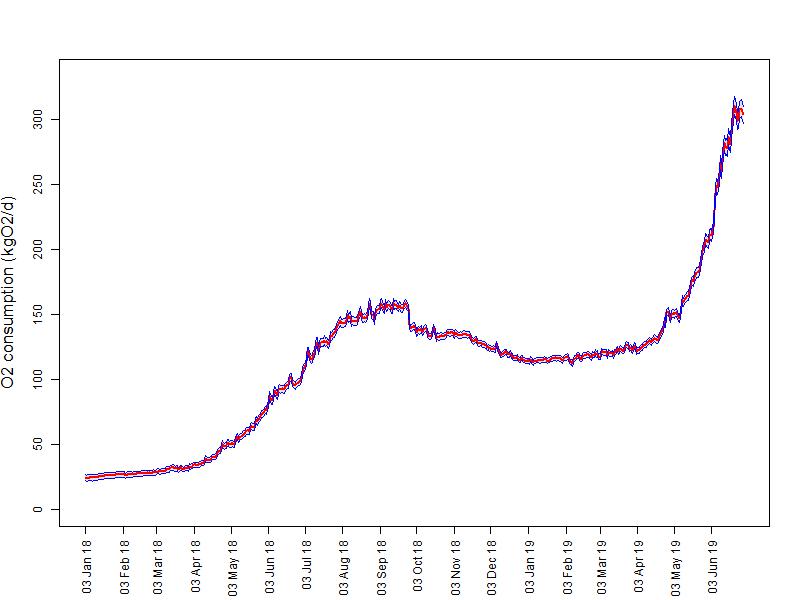 O2 consumption (kgO2/d)
300
250
200
150
100
50
0
03 Jan 18
03 Feb 18
03 Mar 18
03 Apr 18
03 May 18
03 Jun 18
03 Jul 18
03 Aug 18
03 Sep 18
03 Oct 18
03 Nov 18
03 Dec 18
03 Jan 19
03 Feb 19
03 Mar 19
03 Apr 19
03 May 19
03 Jun 19